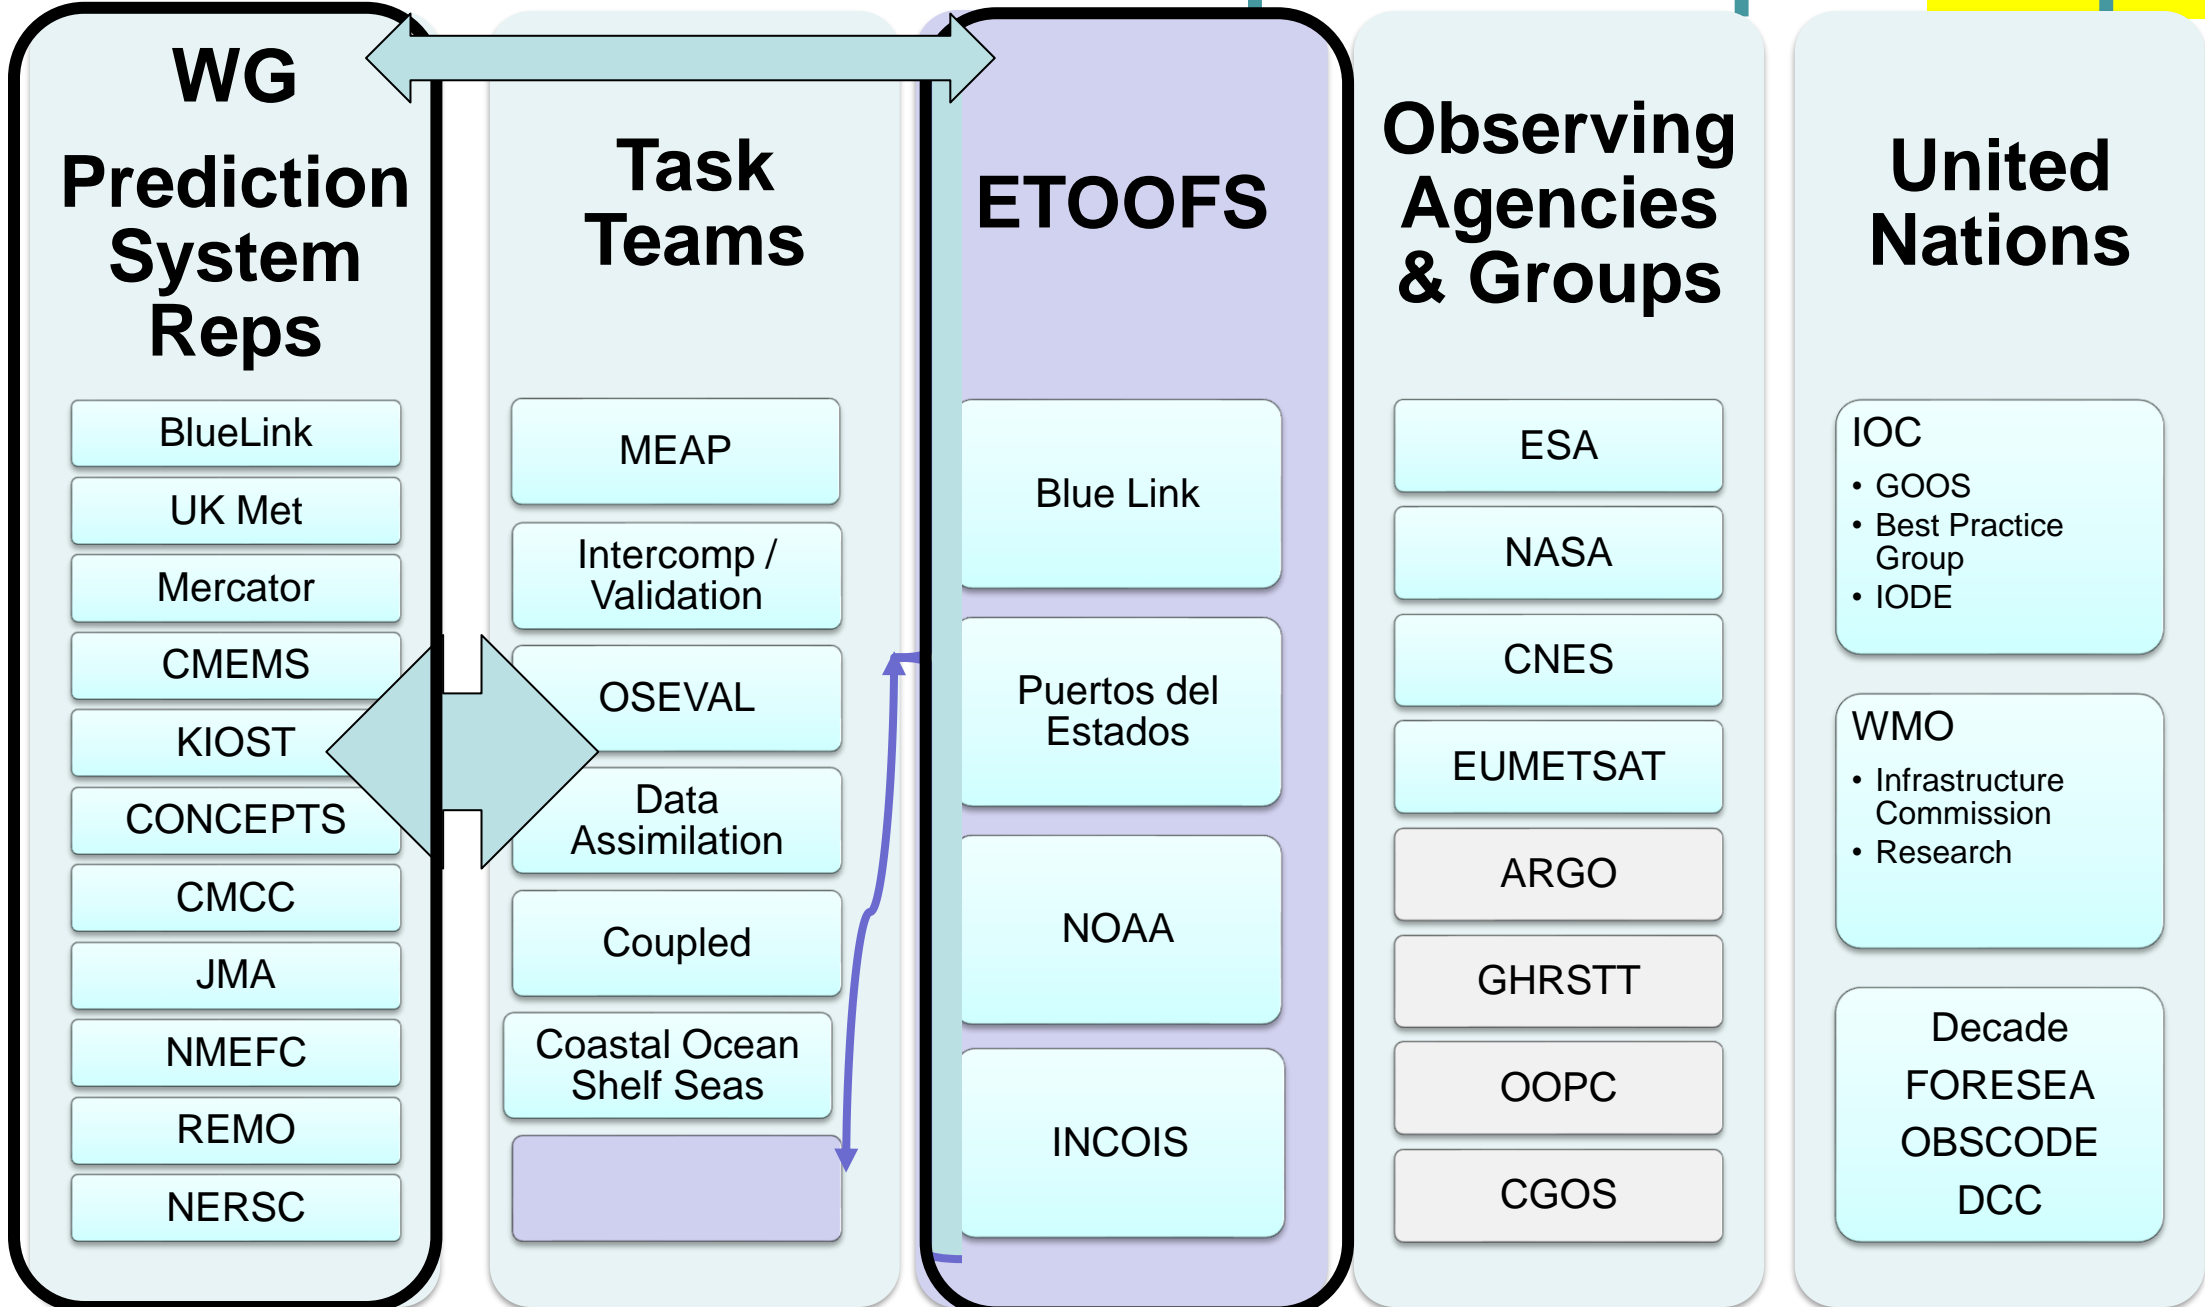 WG
Prediction
System
Reps
BlueLink
UK Met
Mercator
CMEMS
KIOST
CONCEPTS
CMCC
JMA
NMEFC
REMO
NERSC
Task
Teams
MEAP
Intercomp /
Validation
OSEVAL
Data
Assimilation
Coupled
Coastal Ocean
Shelf Seas
ETOOFS
Blue Link
Puertos del
Estados
NOAA
INCOIS
Observing
Agencies
& Groups
ESA
NASA
CNES
EUMETSAT
ARGO
GHRSTT
OOPC
CGOS
United
Nations
IOC
• GOOS
• Best Practice
Group
• IODE
WMO
• Infrastructure
Commission
• Research
Decade
FORESEA
OBSCODE
DCC